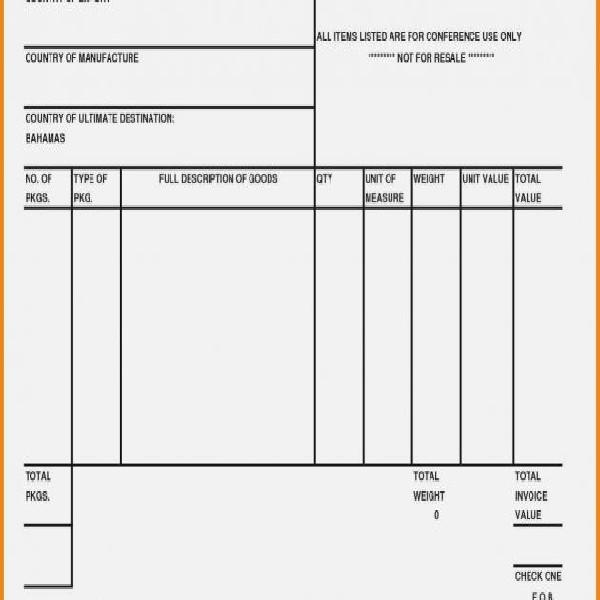 ALL ITEMS LISTED ARE FOR CONFERENCE USE ONLY
COUNTRY OF MANUFACTURE
********* NOT FOR RESALE *********
COUNTRY OF ULTIMATE DESTINATION:
BAHAMAS
NO. OF TYPE OF FULL DESCRIPTION OF GOODS QTY UNIT OF WEIGHT UNIT VALUE TOTAL
PKGS. PKG. MEASURE VALUE
TOTAL TOTAL TOTAL
PKGS. WEIGHT INVOICE
0 VALUE
CHECK ONE
F.O.B.